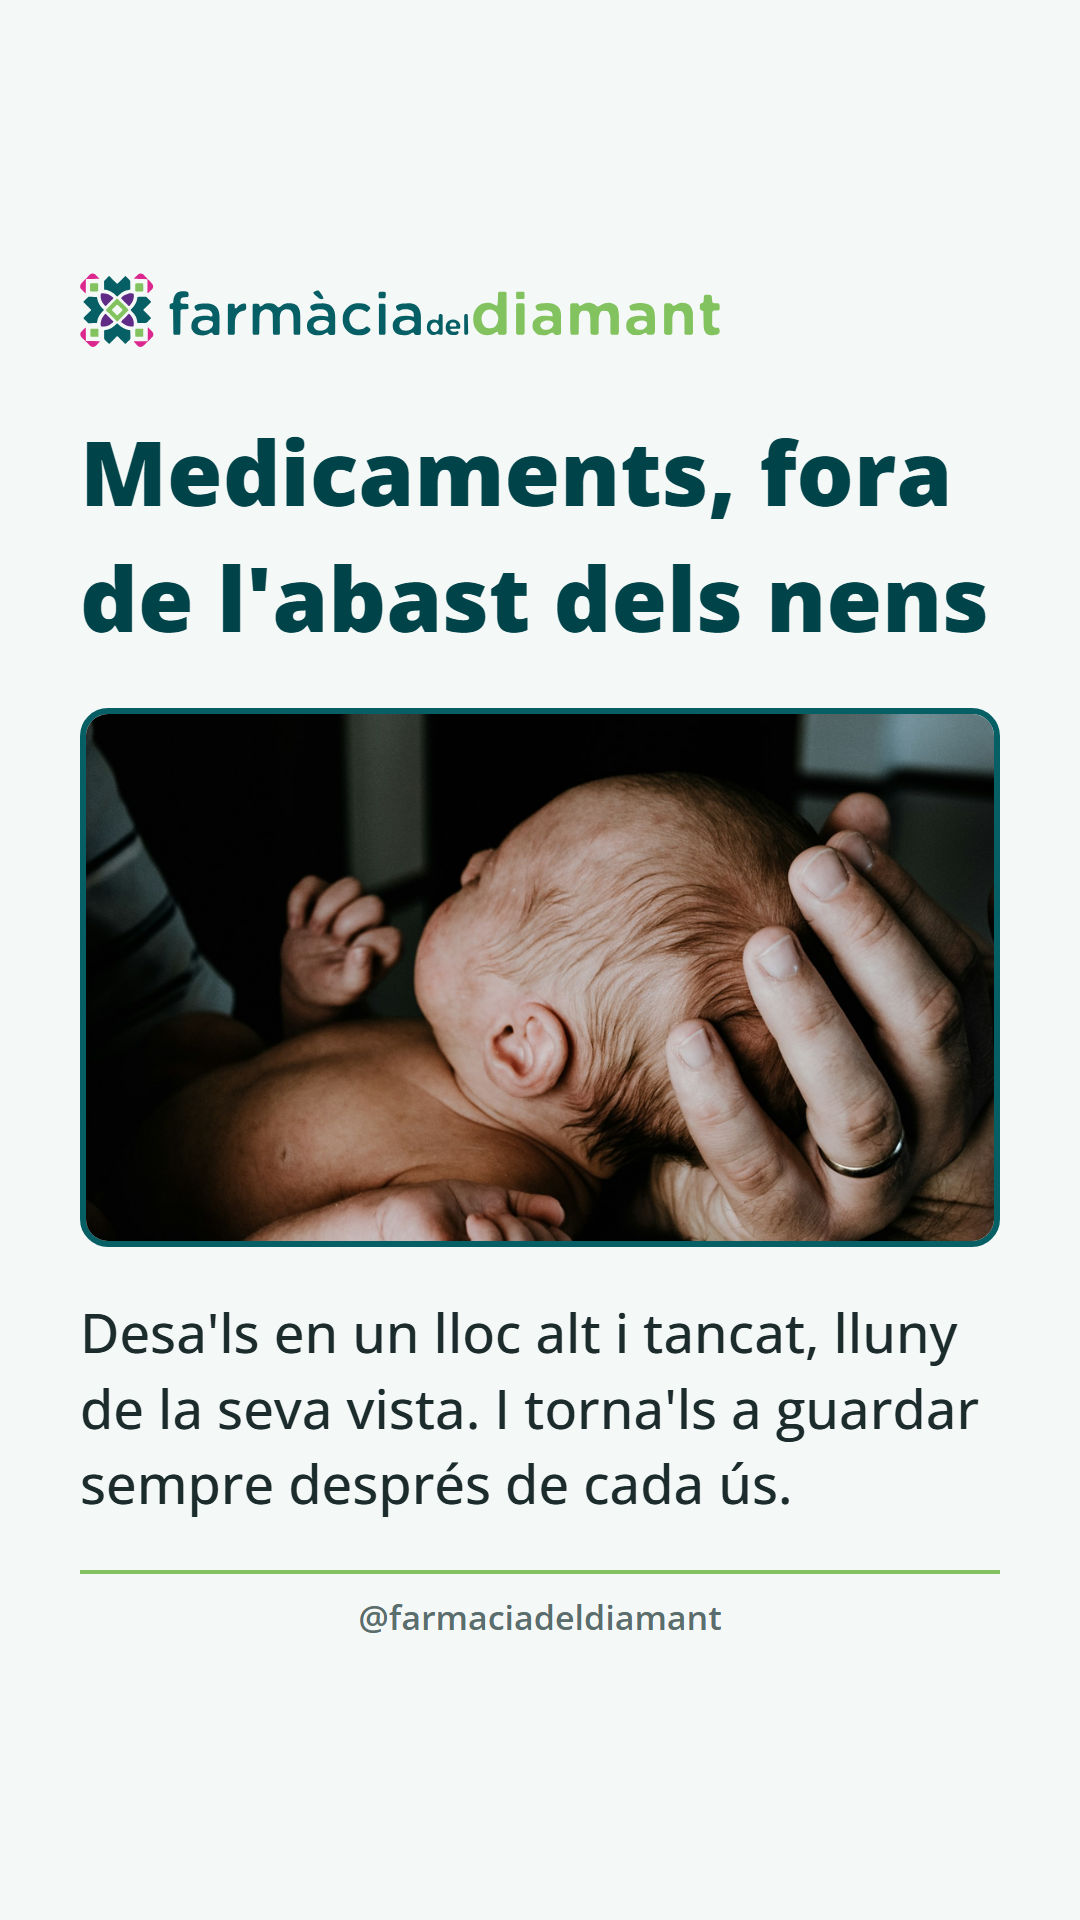 farmàciadeldiamant
Medicaments, fora
de l'abast dels nens
Desa'ls en un lloc alt i tancat, lluny
de la seva vista. I torna'ls a guardar
sempre després de cada ús.
@farmaciadeldiamant